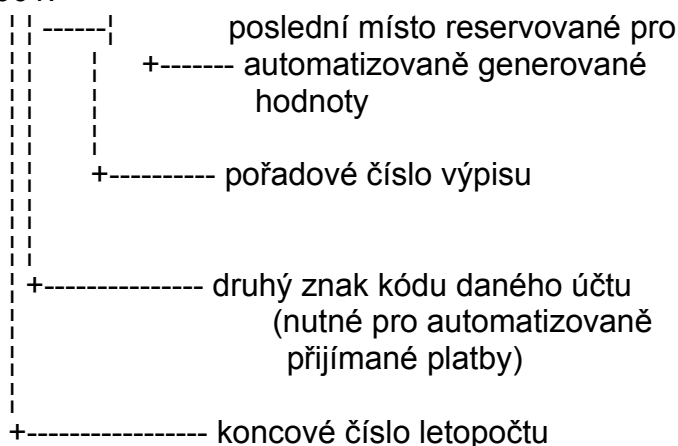 ¦ ¦ ------¦ poslední místo reservované pro
¦ ¦ ¦ +------- automatizovaně generované
¦ ¦ ¦ hodnoty
¦ ¦ ¦
¦ ¦ +---------- pořadové číslo výpisu
¦ ¦
¦ ¦
¦ +--------------- druhý znak kódu daného účtu
¦ (nutné pro automatizovaně
¦ přijímané platby)
¦
+----------------- koncové číslo letopočtu